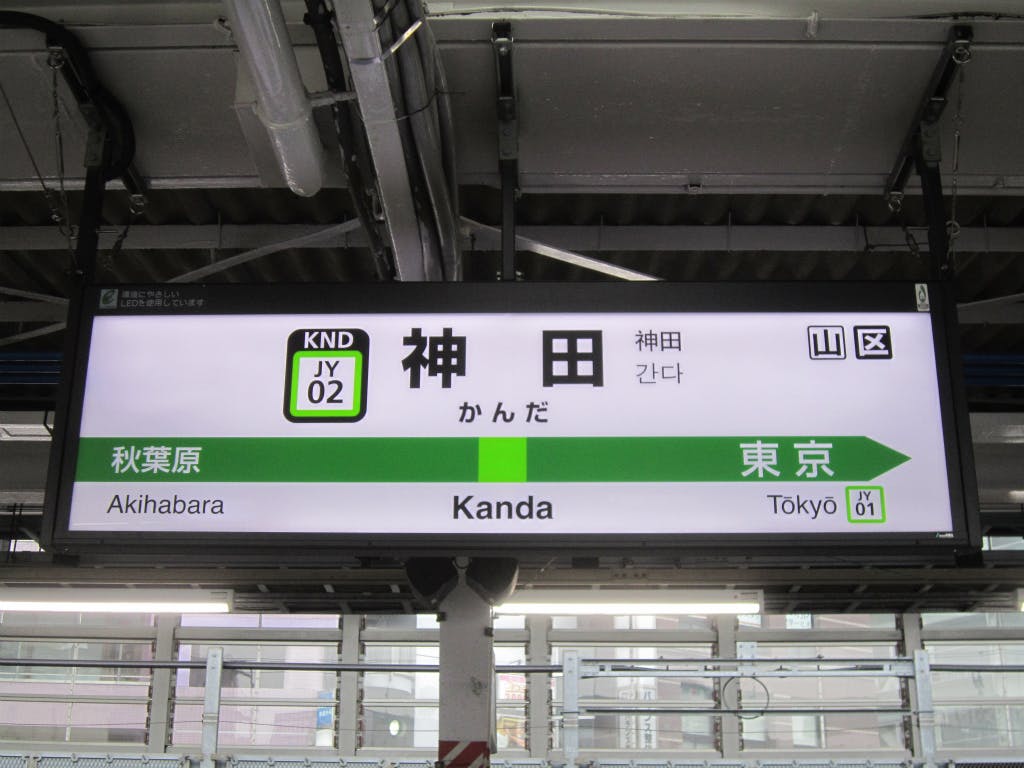 環境にやさしい
LEDを使用しています
KND
JY
02
神田
神田
간다
山 区
かんだ
秋葉原
東京
Akihabara
Kanda
Tōkyō
JY
01